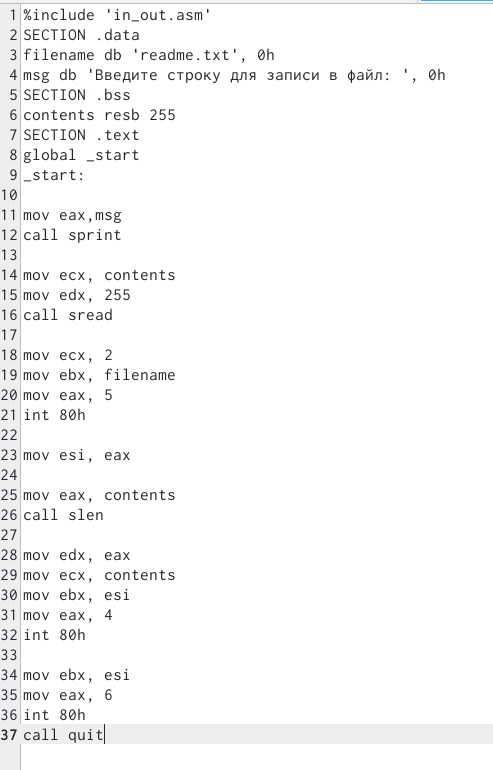 1 %include 'in_out.asm'
2 SECTION .data
3 filename db 'readme.txt', 0h
4 msg db 'Введите строку для записи в файл: ', 0h
5 SECTION .bss
6 contents resb 255
7 SECTION .text
8 global _start
9 _start:
10
11 mov eax,msg
12 call sprint
13
14 mov ecx, contents
15 mov edx, 255
16 call sread
17
18 mov ecx, 2
19 mov ebx, filename
20 mov eax, 5
21 int 80h
22
23 mov esi, eax
24
25 mov eax, contents
26 call slen
27
28 mov edx, eax
29 mov ecx, contents
30 mov ebx, esi
31 mov eax, 4
32 int 80h
33
34 mov ebx, esi
35 mov eax, 6
36 int 80h
37 call quit